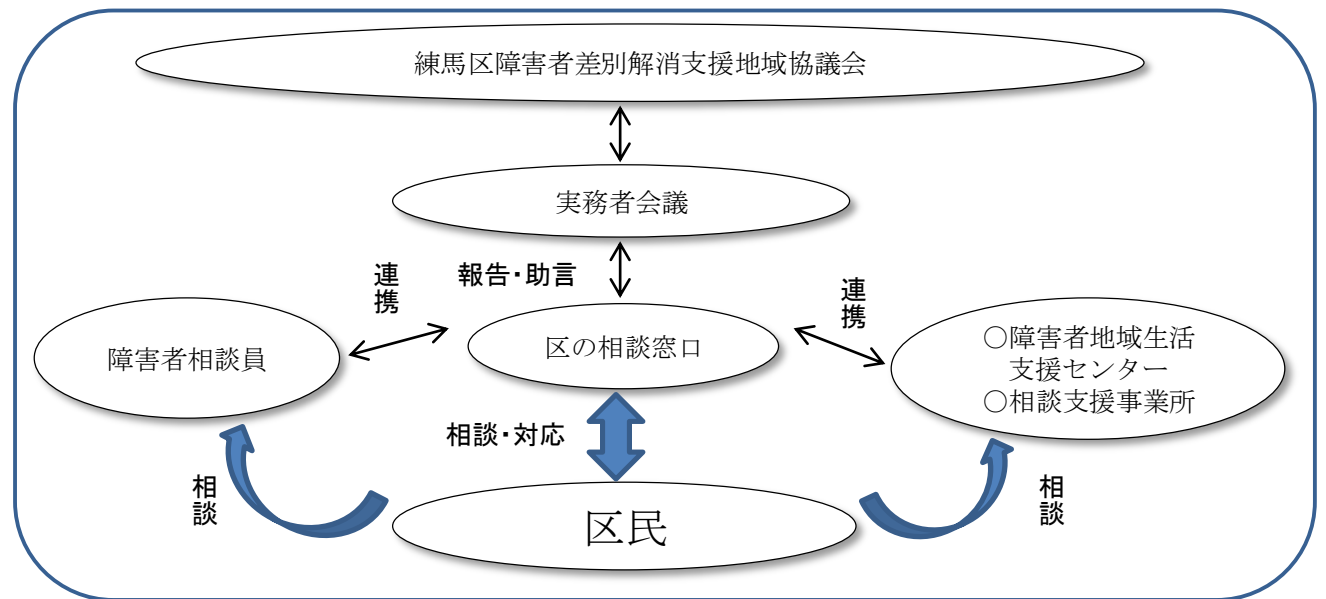 練馬区障害者差別解消支援地域協議会
実務者会議
連携
報告・助言
連携
障害者相談員
区の相談窓口
○障害者地域生活
支援センター
○相談支援事業所
相談・対応
相談
相談
区民